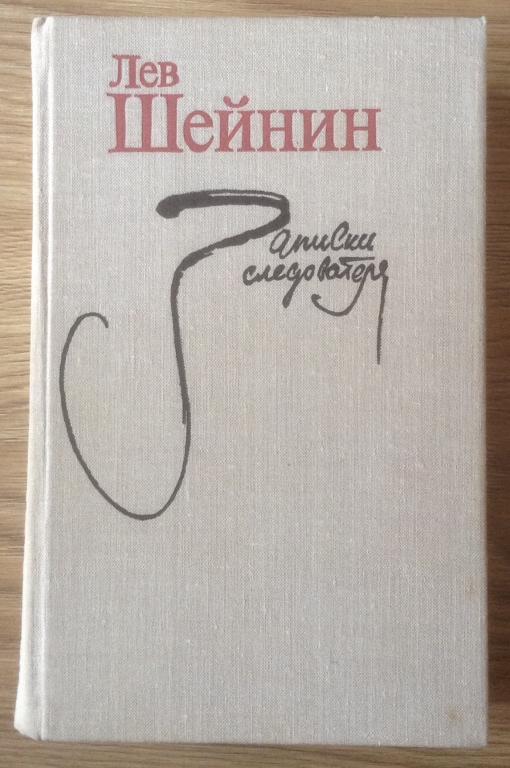 Лев
Шейнин
Записки
следователя